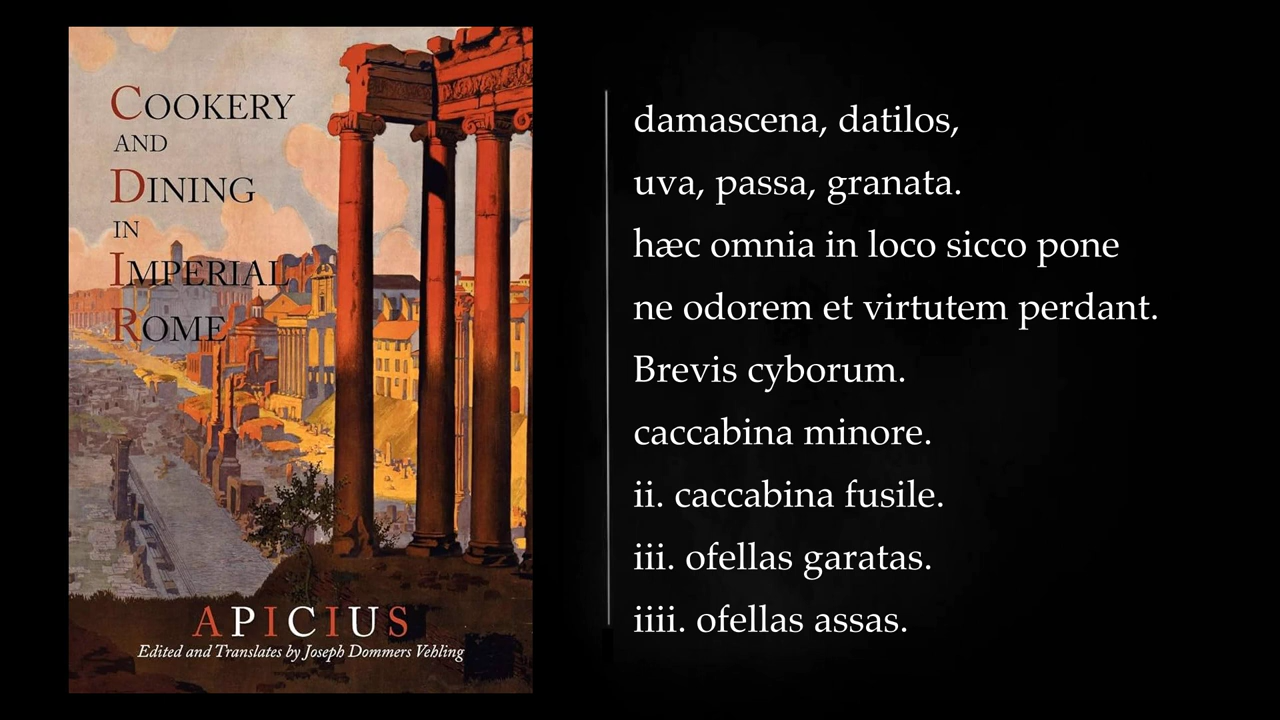 COOKERY
AND
DINING
IN
IMPERIAL
ROME
APICIUS
Edited and Translates by Joseph Dommers Vehling
damascena, datilos,
uva, passa, granata.
hæc omnia in loco sicco pone
ne odorem et virtutem perdant.
Brevis cyborum.
caccabina minore.
ii. caccabina fusile.
iii. ofellas garatas.
iiii. ofellas assas.